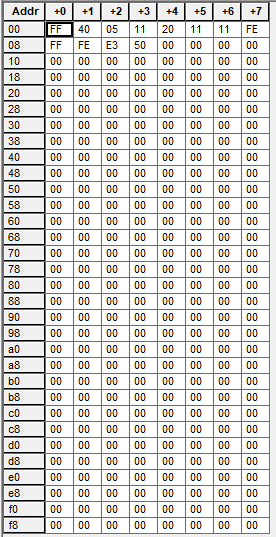 Addr +0 +1 +2 +3 +4 +5 +6 +7
00 FF 40 05 11 20 11 11 FE
08 FF FE E3 50 00 00 00 00
10 00 00 00 00 00 00 00 00
18 00 00 00 00 00 00 00 00
20 00 00 00 00 00 00 00 00
28 00 00 00 00 00 00 00 00
30 00 00 00 00 00 00 00 00
38 00 00 00 00 00 00 00 00
40 00 00 00 00 00 00 00 00
48 00 00 00 00 00 00 00 00
50 00 00 00 00 00 00 00 00
58 00 00 00 00 00 00 00 00
60 00 00 00 00 00 00 00 00
68 00 00 00 00 00 00 00 00
70 00 00 00 00 00 00 00 00
78 00 00 00 00 00 00 00 00
80 00 00 00 00 00 00 00 00
88 00 00 00 00 00 00 00 00
90 00 00 00 00 00 00 00 00
98 00 00 00 00 00 00 00 00
a0 00 00 00 00 00 00 00 00
a8 00 00 00 00 00 00 00 00
b0 00 00 00 00 00 00 00 00
b8 00 00 00 00 00 00 00 00
c0 00 00 00 00 00 00 00 00
c8 00 00 00 00 00 00 00 00
d0 00 00 00 00 00 00 00 00
d8 00 00 00 00 00 00 00 00
e0 00 00 00 00 00 00 00 00
e8 00 00 00 00 00 00 00 00
f0 00 00 00 00 00 00 00 00
f8 00 00 00 00 00 00 00 00